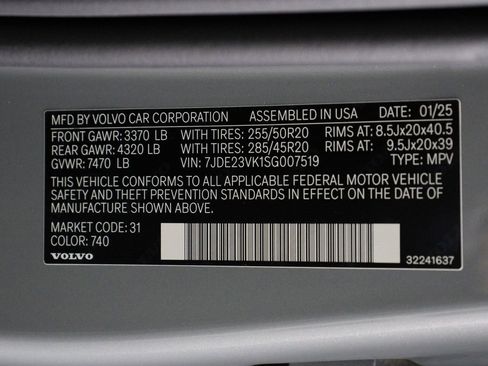 MFD BY VOLVO CAR CORPORATION ASSEMBLED IN USA DATE: 01/25
FRONT GAWR: 3370 LB WITH TIRES: 255/50R20 RIMS AT: 8.5Jx20x40.5
REAR GAWR: 4320 LB WITH TIRES: 285/45R20 9.5Jx20x39
GVWR: 7470 LB VIN: 7JDE23VK1SG007519 TYPE: MPV
THIS VEHICLE CONFORMS TO ALL APPLICABLE FEDERAL MOTOR VEHICLE
SAFETY AND THEFT PREVENTION STANDARDS IN EFFECT ON THE DATE OF
MANUFACTURE SHOWN ABOVE.
MARKET CODE: 31
COLOR: 740
VOLVO 32241637